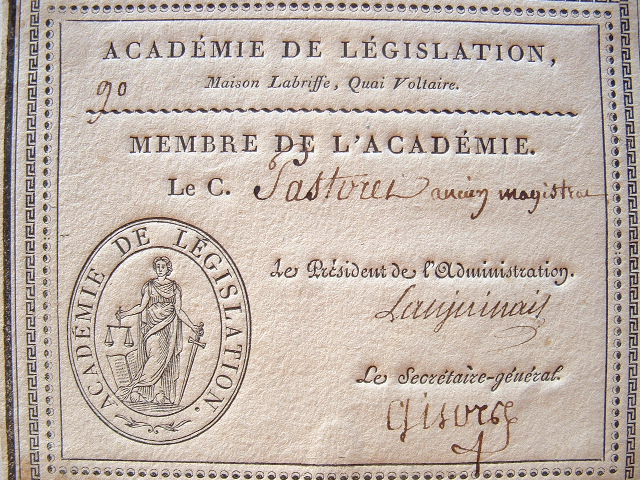 ACADÉMIE DE LÉGISLATION,
Maison Labriffe, Quai Voltaire.
90
MEMBRE DE L'ACADÉMIE.
Le C. Pastoret ancien magistrat
ACADÉMIE DE LÉGISLATION.
Le Président de l'Administration.
Lanjuinais
Le Secrétaire-général.